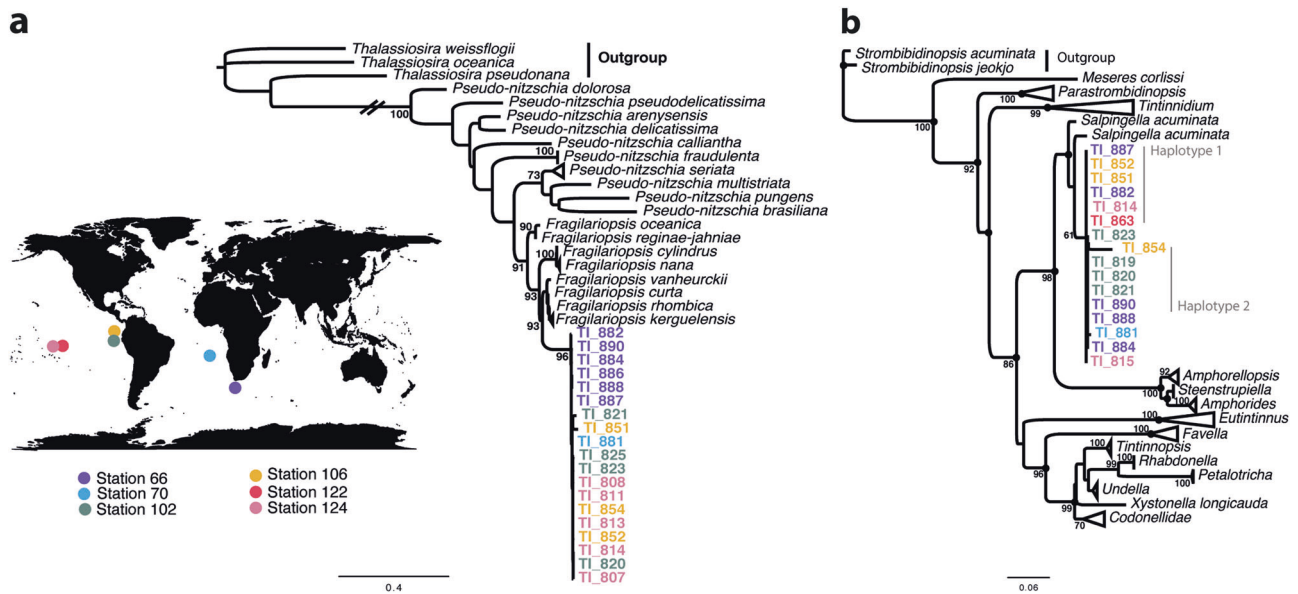 a
Thalassiosira weissflogii
Thalassiosira oceanica
Thalassiosira pseudonana
Outgroup
Pseudo-nitzschia dolorosa
100
Pseudo-nitzschia pseudodelicatissima
Pseudo-nitzschia arenysensis
Pseudo-nitzschia delicatissima
Pseudo-nitzschia calliantha
100
Pseudo-nitzschia fraudulenta
Pseudo-nitzschia seriata
73
Pseudo-nitzschia multistriata
Pseudo-nitzschia pungens
Pseudo-nitzschia brasiliana
Fragilariopsis oceanica
90
Fragilariopsis reginae-jahniae
Fragilariopsis cylindrus
100
Fragilariopsis nana
91
Fragilariopsis vanheurckii
Fragilariopsis curta
93
Fragilariopsis rhombica
Fragilariopsis kerguelensis
93
96
TI_882
TI_890
TI_884
TI_886
TI_888
TI_887
TI_821
TI_851
TI_881
TI_825
TI_823
TI_808
TI_811
TI_854
TI_813
TI_852
TI_814
TI_820
TI_807
0.4
Station 66
Station 70
Station 102
Station 106
Station 122
Station 124
b
Strombibidinopsis acuminata
Strombibidinopsis jeokjo
Outgroup
Meseres corlissi
100
Parastrombidinopsis
100
Tintinnidium
99
92
Salpingella acuminata
Salpingella acuminata
TI_887
Haplotype 1
TI_852
TI_851
TI_882
TI_814
TI_863
61
TI_823
TI_854
TI_819
TI_820
TI_821
98
TI_890
Haplotype 2
TI_888
TI_881
TI_884
TI_815
86
92
Amphorellopsis
Steenstrupiella
100
100
Amphorides
100
Eutintinnus
100
Favella
100
Tintinnopsis
100
Rhabdonella
99
Petalotricha
100
96
Undella
99
Xystonella longicauda
70
Codonellidae
0.06